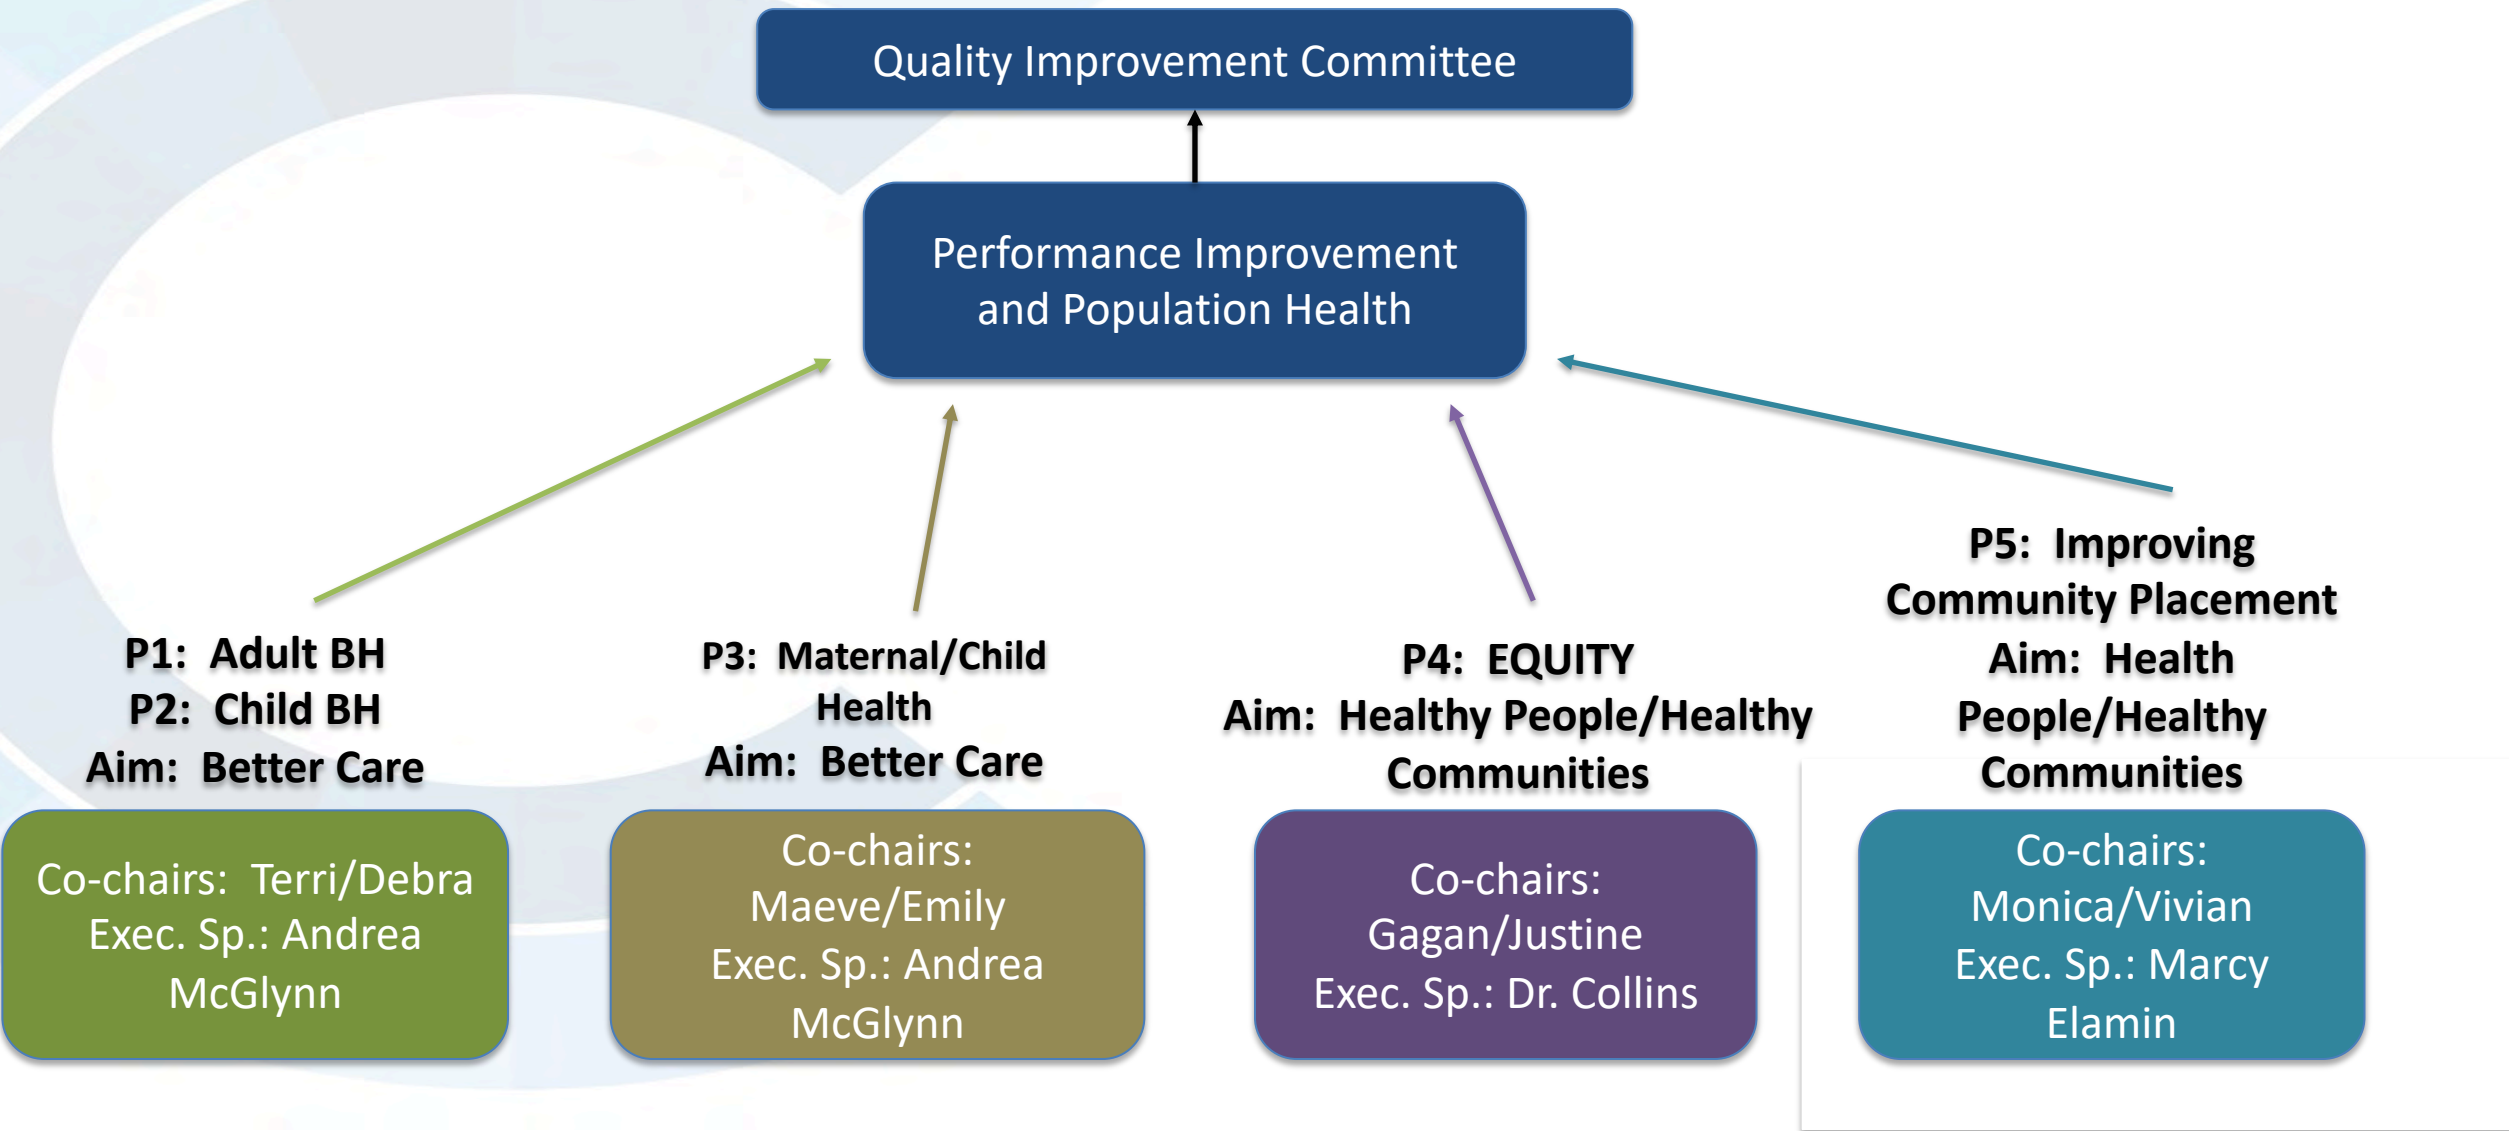 Quality Improvement Committee
Performance Improvement
and Population Health
P1: Adult BH
P2: Child BH
Aim: Better Care
Co-chairs: Terri/Debra
Exec. Sp.: Andrea
McGlynn
P3: Maternal/Child
Health
Aim: Better Care
Co-chairs:
Maeve/Emily
Exec. Sp.: Andrea
McGlynn
P4: EQUITY
Aim: Healthy People/Healthy
Communities
Co-chairs:
Gagan/Justine
Exec. Sp.: Dr. Collins
P5: Improving
Community Placement
Aim: Health
People/Healthy
Communities
Co-chairs:
Monica/Vivian
Exec. Sp.: Marcy
Elamin